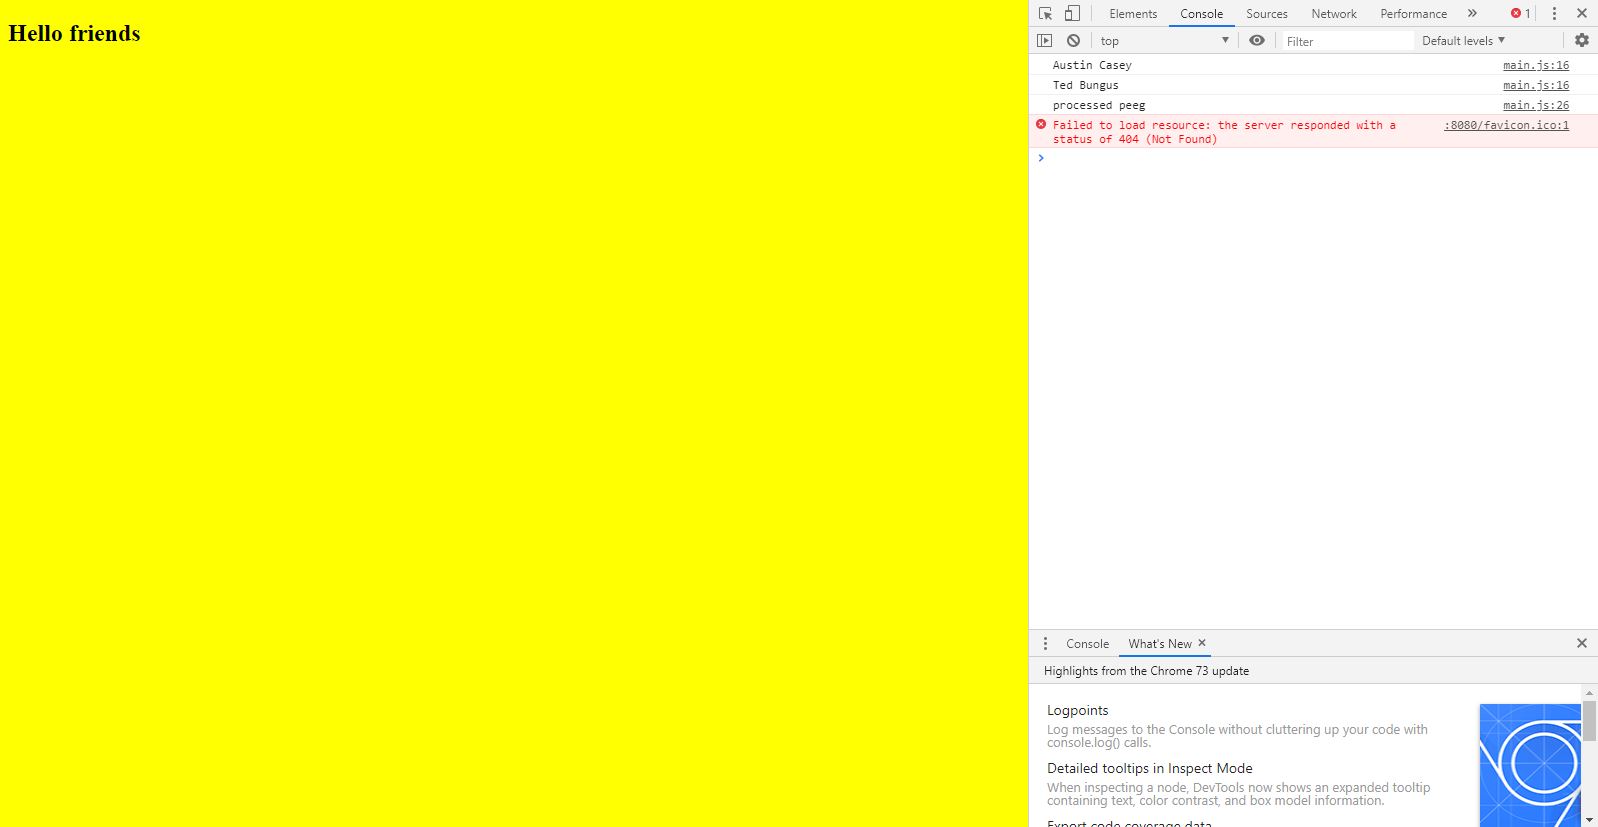 Hello friends
Elements Console Sources Network Performance » 1
top Filter Default levels
Austin Casey main.js:16
Ted Bungus main.js:16
processed peeg main.js:26
Failed to load resource: the server responded with a :8080/favicon.ico:1
status of 404 (Not Found)
Console What's New
Highlights from the Chrome 73 update
Logpoints
Log messages to the Console without cluttering up your code with
console.log() calls.
Detailed tooltips in Inspect Mode
When inspecting a node, DevTools now shows an expanded tooltip
containing text, color contrast, and box model information.
Export code coverage data